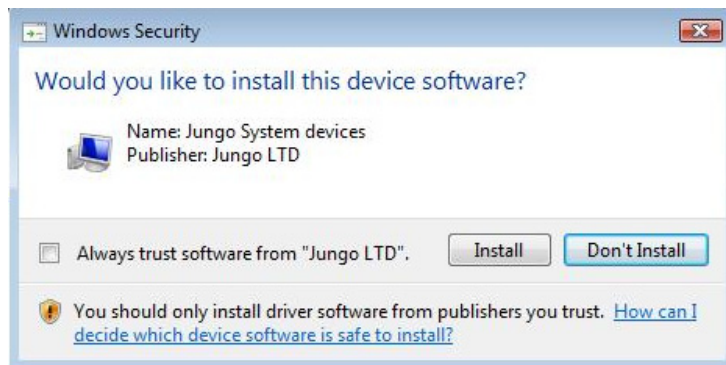 Windows Security
Would you like to install this device software?
Name: Jungo System devices
Publisher: Jungo LTD
Always trust software from "Jungo LTD". Install Don't Install
You should only install driver software from publishers you trust. How can I
decide which device software is safe to install?